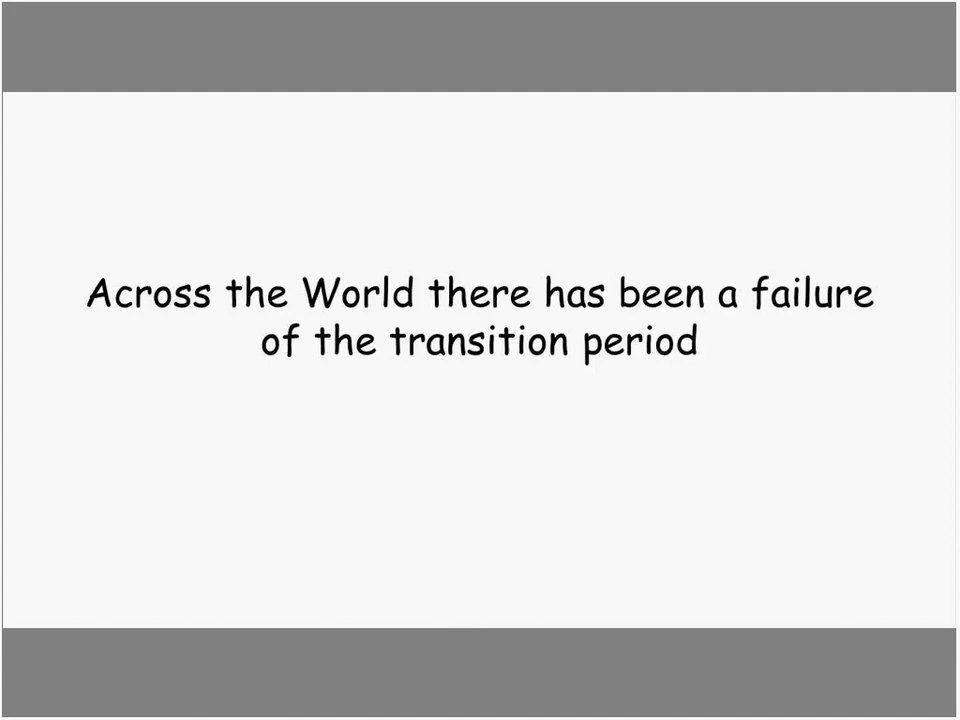 Across the World there has been a failure
of the transition period